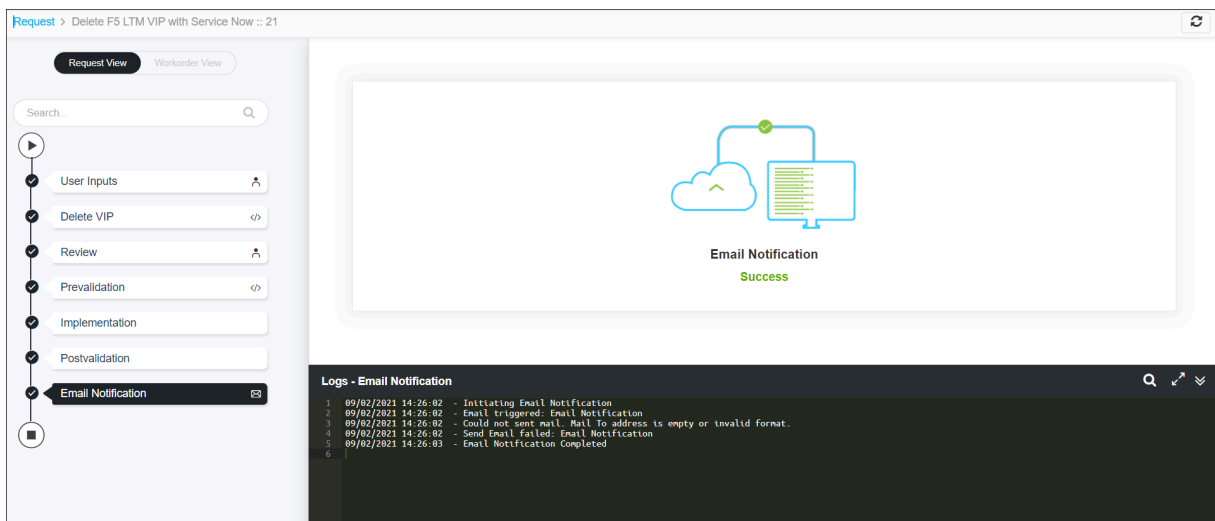 Request > Delete F5 LTM VIP with Service Now :: 21
Request View
Workorder View
Search...
User Inputs
Delete VIP
</>
Review
Prevalidation
</>
Implementation
Postvalidation
Email Notification
Email Notification
Success
Logs - Email Notification
1 09/02/2021 14:26:02 - Initiating Email Notification
2 09/02/2021 14:26:02 - Email triggered: Email Notification
3 09/02/2021 14:26:02 - Could not sent mail. Mail To address is empty or invalid format.
4 09/02/2021 14:26:02 - Send Email failed: Email Notification
5 09/02/2021 14:26:03 - Email Notification Completed
6